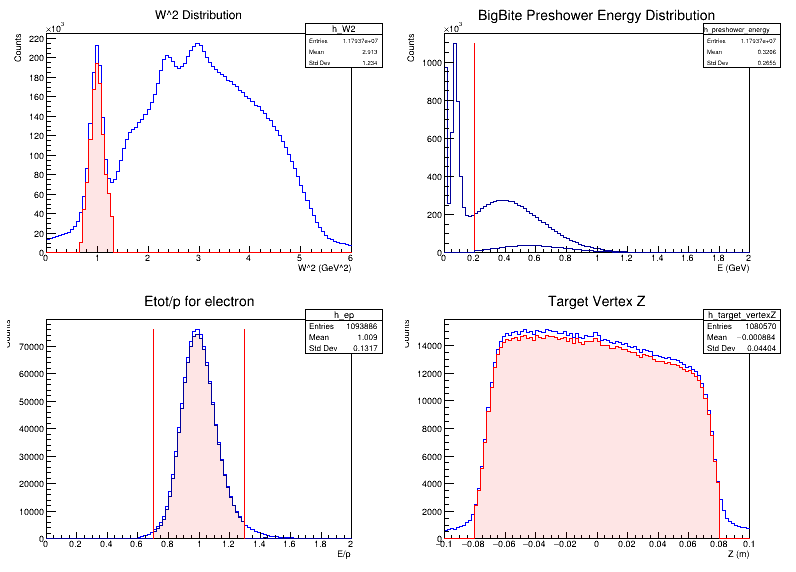 W^2 Distribution
×10³
Counts
h_W2
Entries 1.17937e+07
Mean 2.913
Std Dev 1.234
220
200
180
160
140
120
100
80
60
40
20
0
0 1 2 3 4 5 6
W^2 (GeV^2)
BigBite Preshower Energy Distribution
×10³
Counts
h_preshower_energy
Entries 1.17937e+07
Mean 0.3206
Std Dev 0.2655
1000
800
600
400
200
0
0 0.2 0.4 0.6 0.8 1 1.2 1.4 1.6 1.8 2
E (GeV)
Etot/p for electron
Counts
h_ep
Entries 1093886
Mean 1.009
Std Dev 0.1317
70000
60000
50000
40000
30000
20000
10000
0
0 0.2 0.4 0.6 0.8 1 1.2 1.4 1.6 1.8 2
E/p
Target Vertex Z
Counts
h_target_vertexZ
Entries 1080570
Mean −0.000884
Std Dev 0.04404
14000
12000
10000
8000
6000
4000
2000
0
−0.1 −0.08 −0.06 −0.04 −0.02 0 0.02 0.04 0.06 0.08 0.1
Z (m)